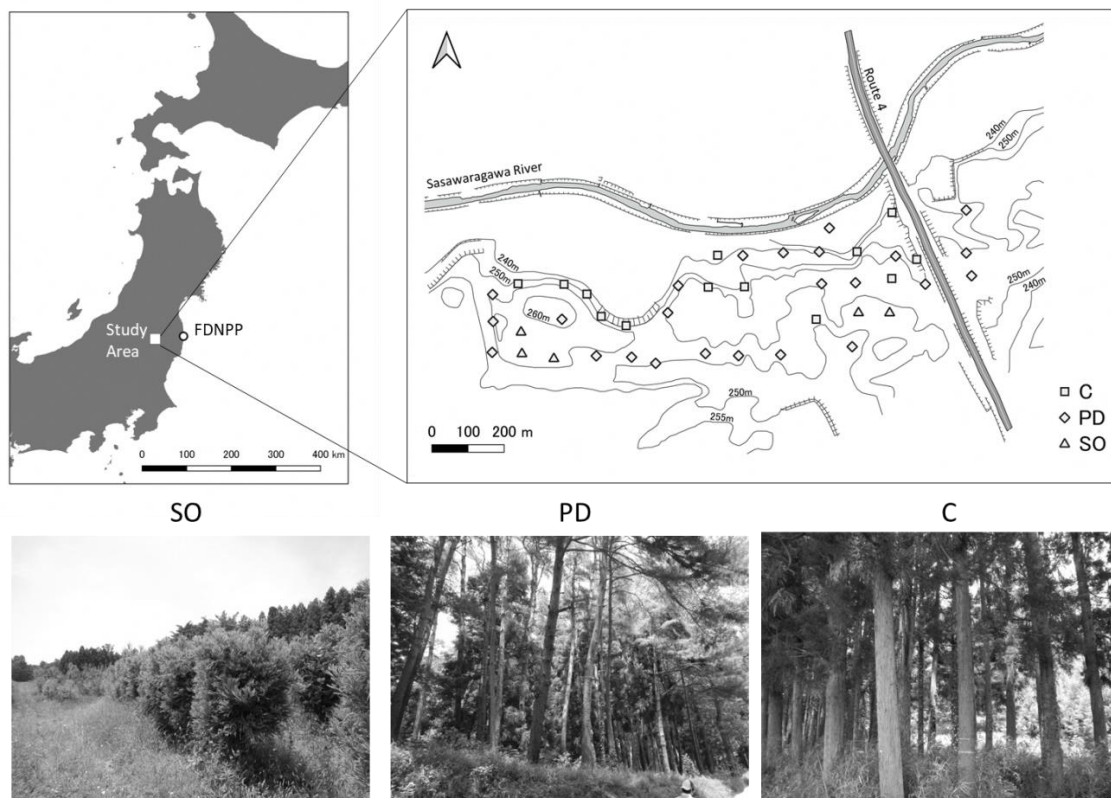 Study
Area
FDNPP
0 100 200 300 400 km
Route 4
Sasawaragawa River
240m
250m
240m
250m
260m
250m
240m
250m
255m
0 100 200 m
C
PD
SO
SO
PD
C